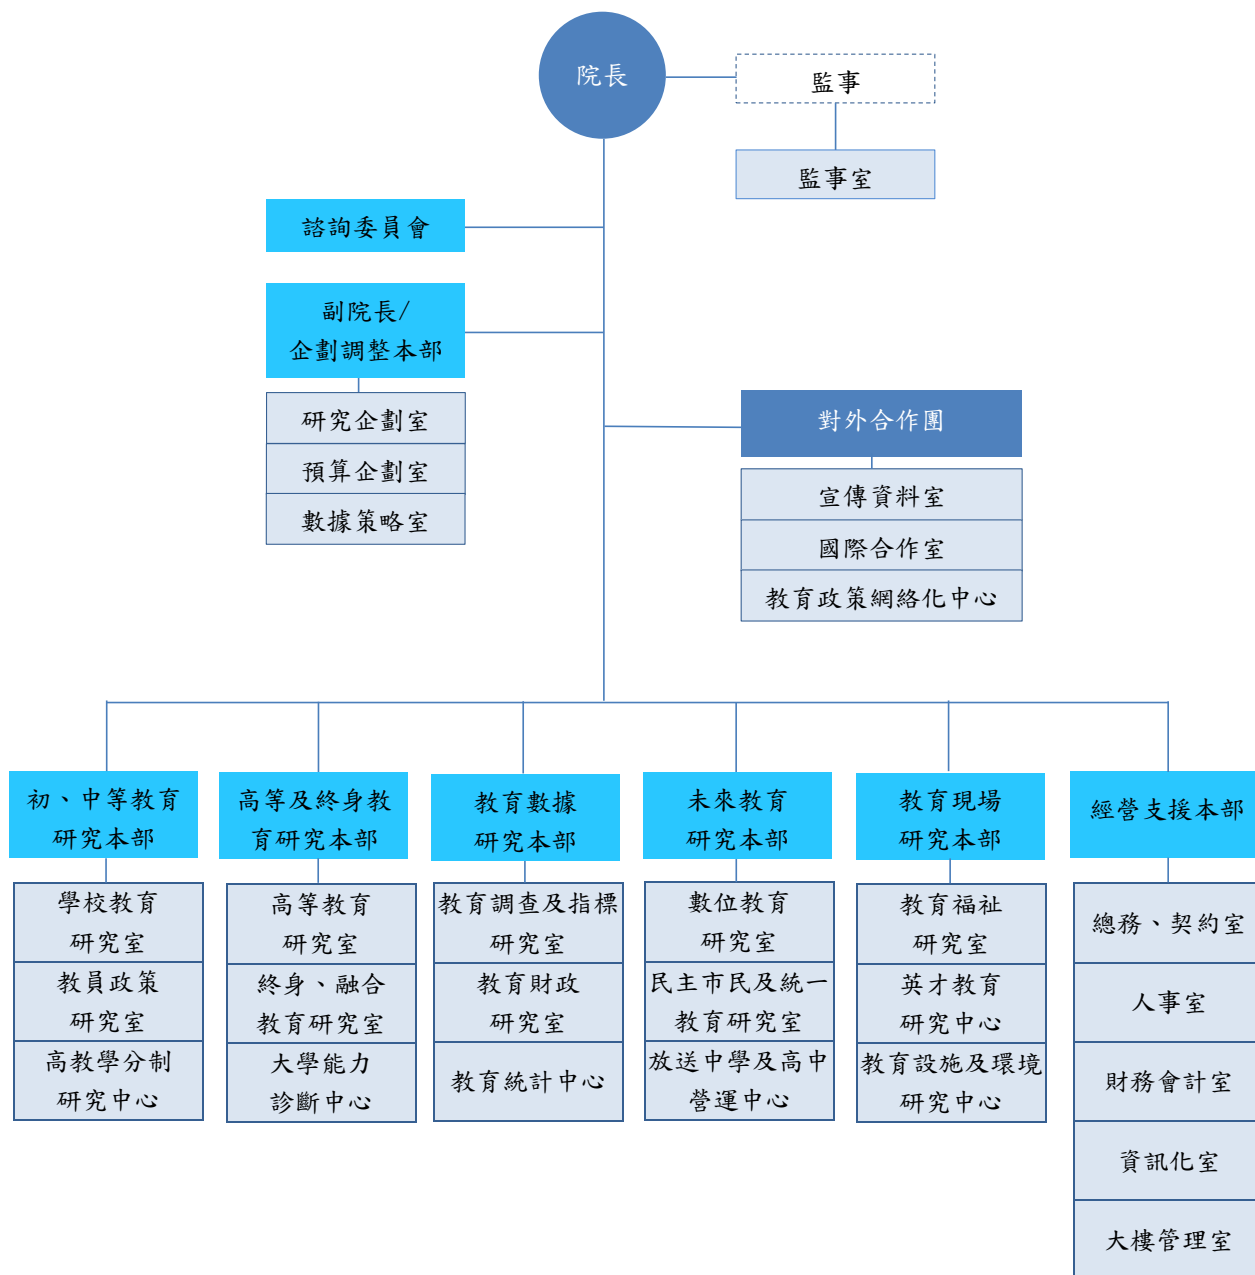 院長
監事
監事室
諮詢委員會
副院長/
企劃調整本部
研究企劃室
預算企劃室
數據策略室
對外合作團
宣傳資料室
國際合作室
教育政策網絡化中心
初、中等教育
研究本部
學校教育
研究室
教員政策
研究室
高教學分制
研究中心
高等及終身教
育研究本部
高等教育
研究室
終身、融合
教育研究室
大學能力
診斷中心
教育數據
研究本部
教育調查及指標
研究室
教育財政
研究室
教育統計中心
未來教育
研究本部
數位教育
研究室
民主市民及統一
教育研究室
放送中學及高中
營運中心
教育現場
研究本部
教育福祉
研究室
英才教育
研究中心
教育設施及環境
研究中心
經營支援本部
總務、契約室
人事室
財務會計室
資訊化室
大樓管理室